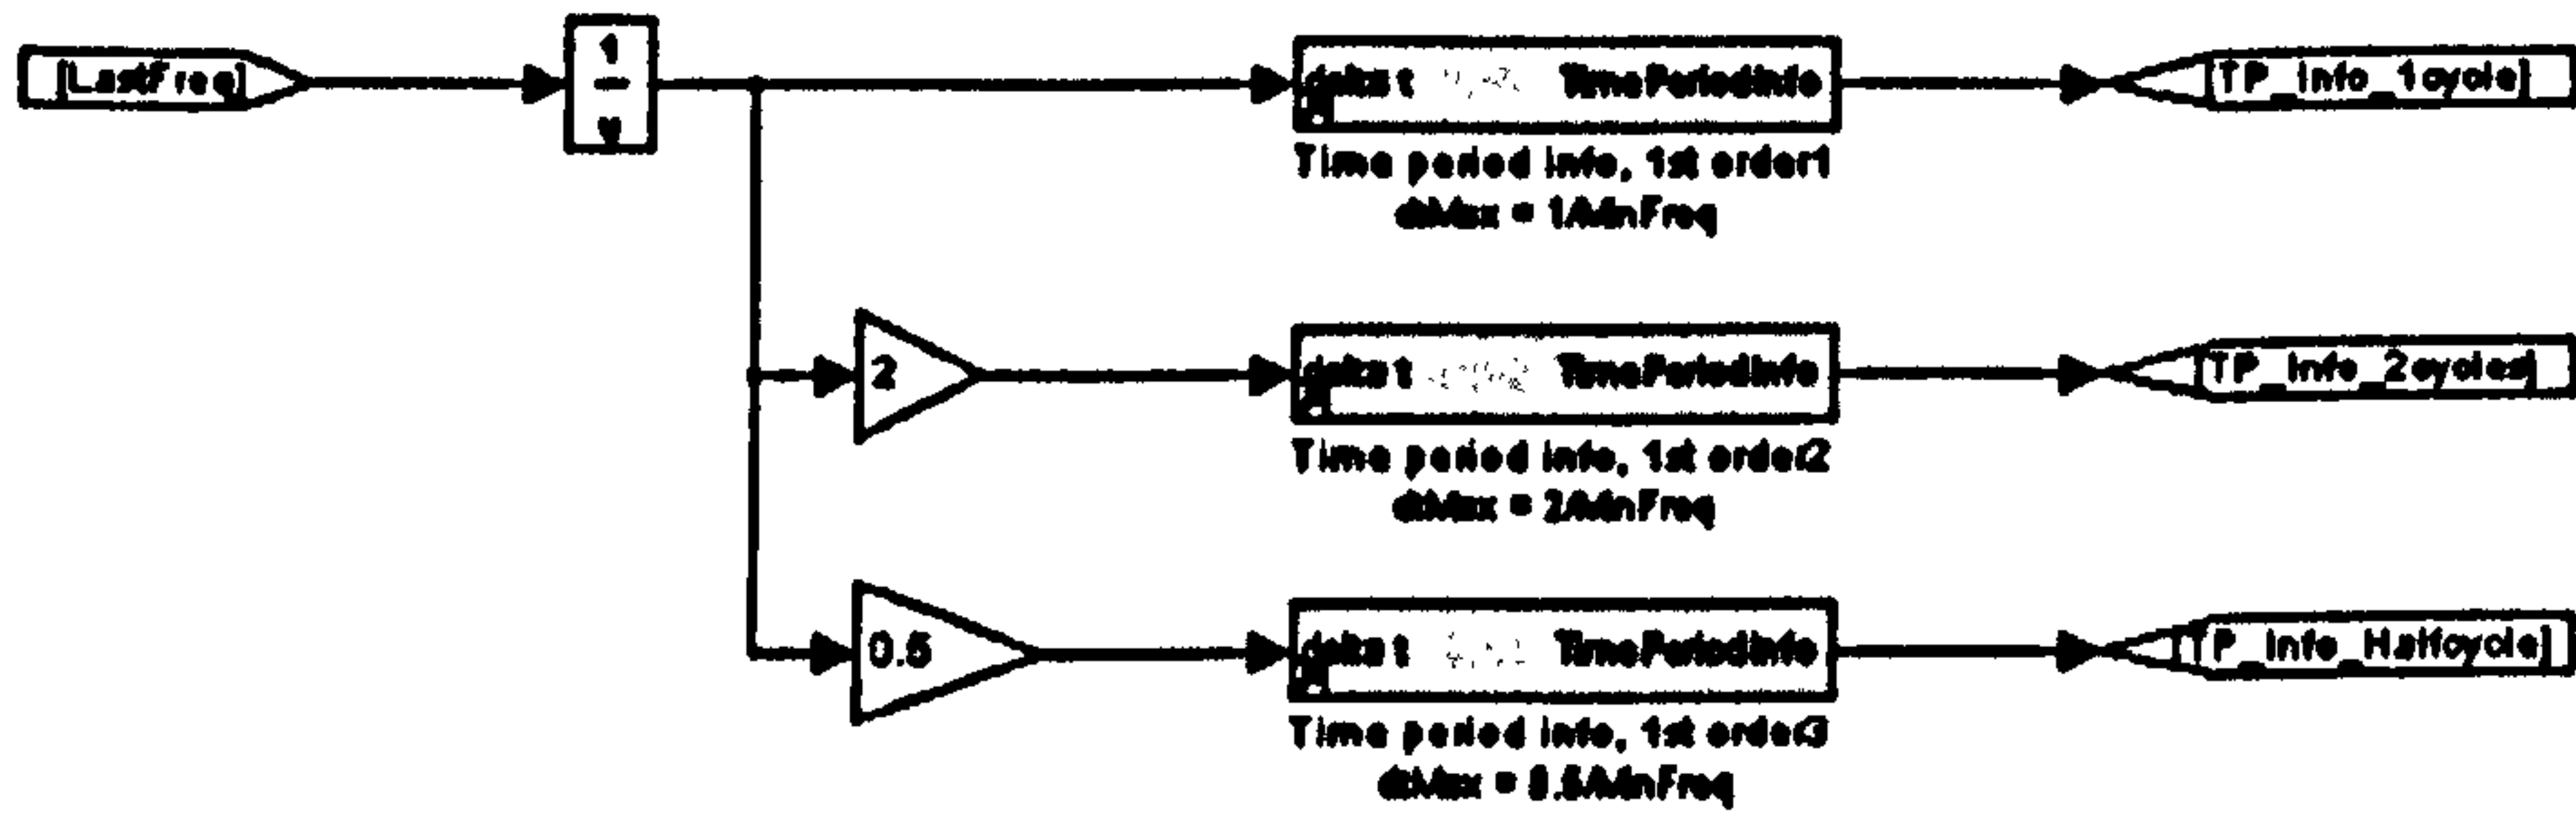 [LastFreq]
1
delta t TimePeriodInfo
[TP_Info_1cycle]
Time period info, 1st order1
dtMax = 1/MinFreq
2
delta t TimePeriodInfo
[TP_Info_2cycles]
Time period info, 1st order2
dtMax = 2/MinFreq
0.5
delta t TimePeriodInfo
[TP_Info_Halfcycle]
Time period info, 1st order3
dtMax = 0.5/MinFreq